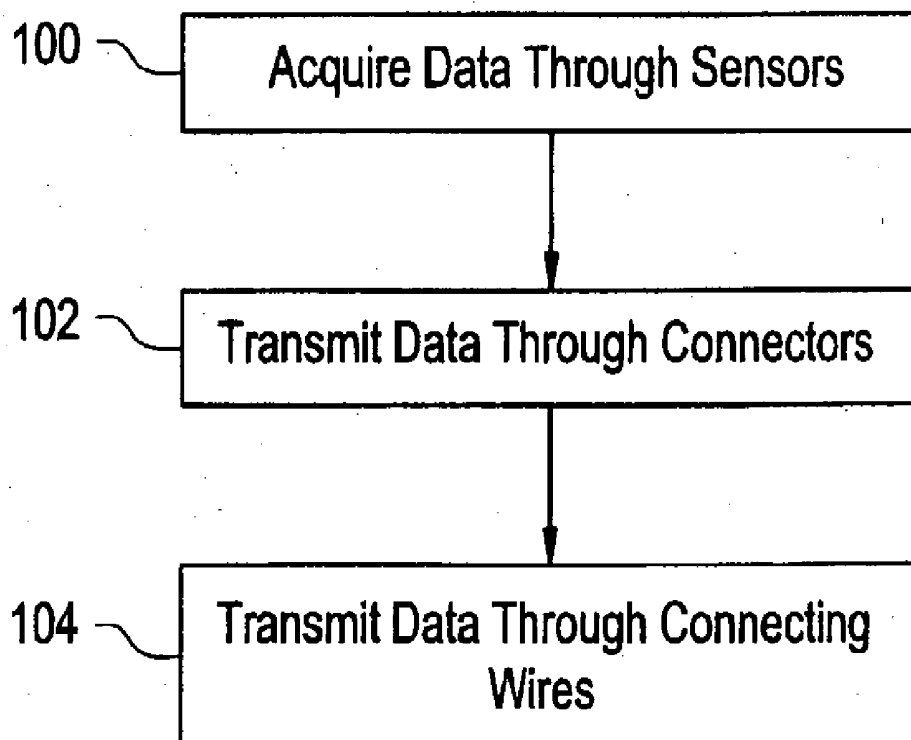 100
Acquire Data Through Sensors
102
Transmit Data Through Connectors
104
Transmit Data Through Connecting
Wires